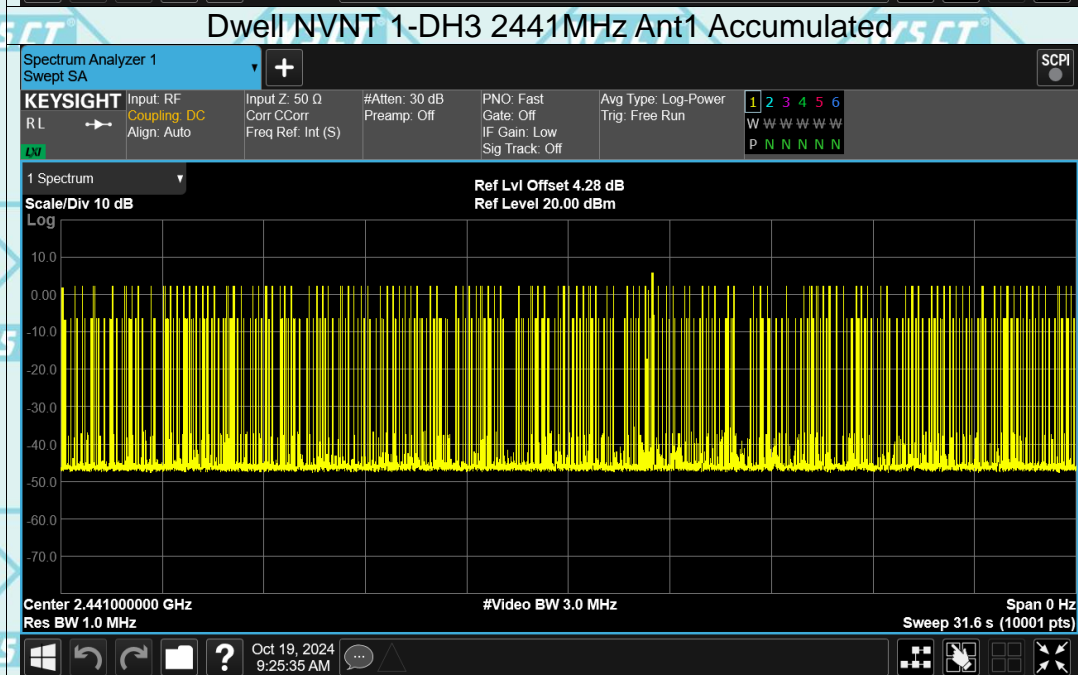 Dwell NVNT 1-DH3 2441MHz Ant1 Accumulated
Spectrum Analyzer 1
Swept SA
+
SCPI
KEYSIGHT
Input: RF
Input Z: 50 Ω
#Atten: 30 dB
PNO: Fast
Avg Type: Log-Power
1 2 3 4 5 6
R L
Coupling: DC
Corr CCorr
Preamp: Off
Gate: Off
Trig: Free Run
W W W W W W
Align: Auto
Freq Ref: Int (S)
IF Gain: Low
P N N N N N
LXI
Sig Track: Off
1 Spectrum
Ref Lvl Offset 4.28 dB
Scale/Div 10 dB
Ref Level 20.00 dBm
Log
10.0
0.00
-10.0
-20.0
-30.0
-40.0
-50.0
-60.0
-70.0
Center 2.441000000 GHz
#Video BW 3.0 MHz
Span 0 Hz
Res BW 1.0 MHz
Sweep 31.6 s (10001 pts)
?
Oct 19, 2024
9:25:35 AM